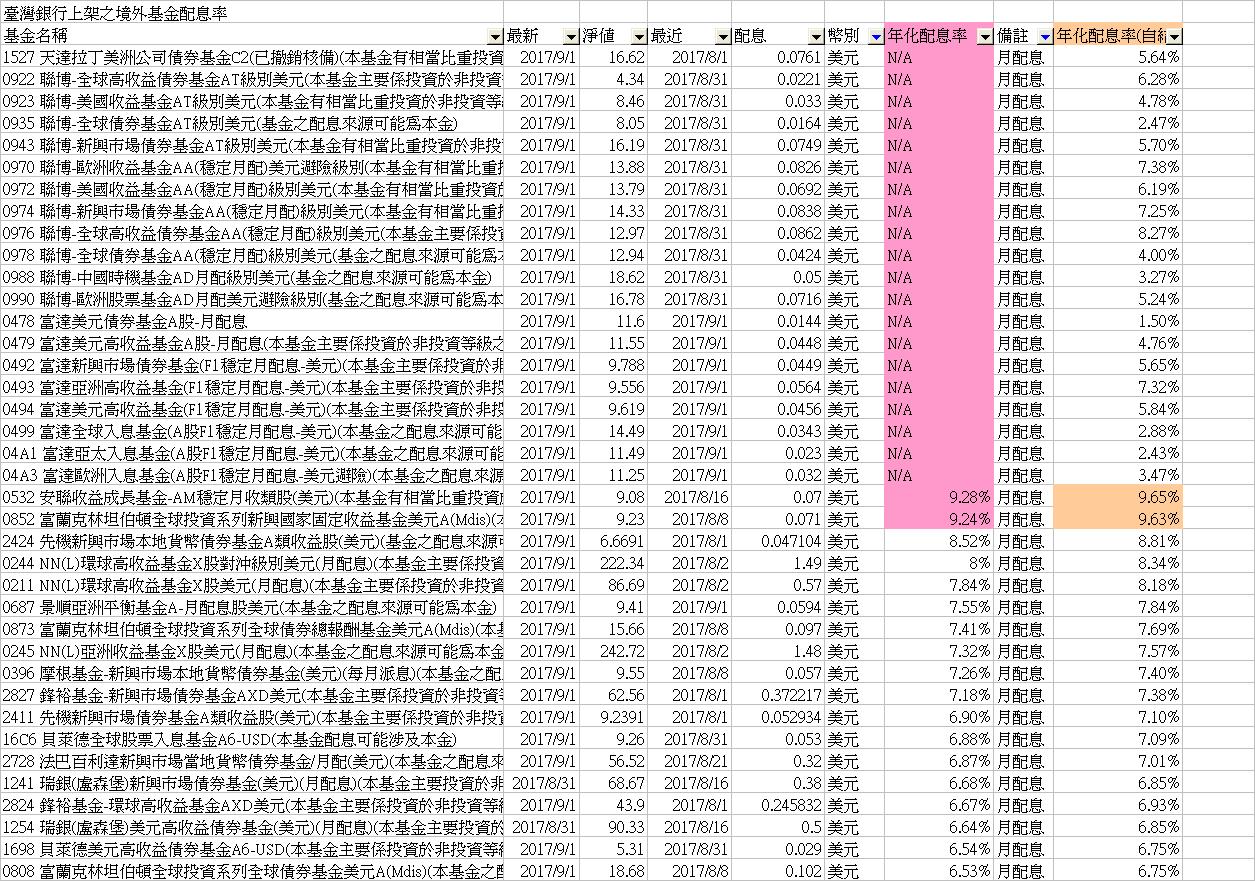 臺灣銀行上架之境外基金配息率
基金名稱 最新 淨值 最近 配息 幣別 年化配息率 備註 年化配息率(自結
1527 天達拉丁美洲公司債券基金C2(已撤銷核備)(本基金有相當比重投資 2017/9/1 16.62 2017/8/1 0.0761 美元 N/A 月配息 5.64%
0922 聯博-全球高收益債券基金AT級別美元(本基金主要係投資於非投資 2017/9/1 4.34 2017/8/31 0.0221 美元 N/A 月配息 6.28%
0923 聯博-美國收益基金AT級別美元(本基金有相當比重投資於非投資等 2017/9/1 8.46 2017/8/31 0.033 美元 N/A 月配息 4.78%
0935 聯博-全球債券基金AT級別美元(基金之配息來源可能為本金) 2017/9/1 8.05 2017/8/31 0.0164 美元 N/A 月配息 2.47%
0943 聯博-新興市場債券基金AT級別美元(本基金有相當比重投資於非投 2017/9/1 16.19 2017/8/31 0.0749 美元 N/A 月配息 5.70%
0970 聯博-歐洲收益基金AA(穩定月配)美元避險級別(本基金有相當比重 2017/9/1 13.88 2017/8/31 0.0826 美元 N/A 月配息 7.38%
0972 聯博-美國收益基金AA(穩定月配)級別美元(本基金有相當比重投資 2017/9/1 13.79 2017/8/31 0.0692 美元 N/A 月配息 6.19%
0974 聯博-新興市場債券基金AA(穩定月配)級別美元(本基金有相當比重 2017/9/1 14.33 2017/8/31 0.0838 美元 N/A 月配息 7.25%
0976 聯博-全球高收益債券基金AA(穩定月配)級別美元(本基金主要係投 2017/9/1 12.97 2017/8/31 0.0862 美元 N/A 月配息 8.27%
0978 聯博-全球債券基金AA(穩定月配)級別美元(基金之配息來源可能為本 2017/9/1 12.94 2017/8/31 0.0424 美元 N/A 月配息 4.00%
0988 聯博-中國時機基金AD月配級別美元(基金之配息來源可能為本金) 2017/9/1 18.62 2017/8/31 0.05 美元 N/A 月配息 3.27%
0990 聯博-歐洲股票基金AD月配美元避險級別(基金之配息來源可能為本 2017/9/1 16.78 2017/8/31 0.0716 美元 N/A 月配息 5.24%
0478 富達美元債券基金A股-月配息 2017/9/1 11.6 2017/9/1 0.0144 美元 N/A 月配息 1.50%
0479 富達美元高收益基金A股-月配息(本基金主要係投資於非投資等級之 2017/9/1 11.55 2017/9/1 0.0448 美元 N/A 月配息 4.76%
0492 富達新興市場債券基金(F1穩定月配息-美元)(本基金主要係投資於非 2017/9/1 9.788 2017/9/1 0.0449 美元 N/A 月配息 5.65%
0493 富達亞洲高收益基金(F1穩定月配息-美元)(本基金主要係投資於非投 2017/9/1 9.556 2017/9/1 0.0564 美元 N/A 月配息 7.32%
0494 富達美元高收益基金(F1穩定月配息-美元)(本基金主要係投資於非投 2017/9/1 9.619 2017/9/1 0.0456 美元 N/A 月配息 5.84%
0499 富達全球入息基金(A股F1穩定月配息-美元)(本基金之配息來源可能 2017/9/1 14.49 2017/9/1 0.0343 美元 N/A 月配息 2.88%
04A1 富達亞太入息基金(A股F1穩定月配息-美元)(本基金之配息來源可能 2017/9/1 11.49 2017/9/1 0.023 美元 N/A 月配息 2.43%
04A3 富達歐洲入息基金(A股F1穩定月配息-美元避險)(本基金之配息來源 2017/9/1 11.25 2017/9/1 0.032 美元 N/A 月配息 3.47%
0532 安聯收益成長基金-AM穩定月收類股(美元)(本基金有相當比重投資 2017/9/1 9.08 2017/8/16 0.07 美元 9.28% 月配息 9.65%
0852 富蘭克林坦伯頓全球投資系列新興國家固定收益基金美元A(Mdis)(本 2017/9/1 9.23 2017/8/8 0.071 美元 9.24% 月配息 9.63%
2424 先機新興市場本地貨幣債券基金A類收益股(美元)(基金之配息來源可 2017/9/1 6.6691 2017/8/1 0.047104 美元 8.52% 月配息 8.81%
0244 NN(L)環球高收益基金X股對沖級別美元(月配息)(本基金主要係投資 2017/9/1 222.34 2017/8/2 1.49 美元 8% 月配息 8.34%
0211 NN(L)環球高收益基金X股美元(月配息)(本基金主要係投資於非投資 2017/9/1 86.69 2017/8/2 0.57 美元 7.84% 月配息 8.18%
0687 景順亞洲平衡基金A-月配息股美元(本基金之配息來源可能為本金) 2017/9/1 9.41 2017/9/1 0.0594 美元 7.55% 月配息 7.84%
0873 富蘭克林坦伯頓全球投資系列全球債券總報酬基金美元A(Mdis)(本基 2017/9/1 15.66 2017/8/8 0.097 美元 7.41% 月配息 7.69%
0245 NN(L)亞洲收益基金X股美元(月配息)(本基金之配息來源可能為本金 2017/9/1 242.72 2017/8/2 1.48 美元 7.32% 月配息 7.57%
0396 摩根基金-新興市場本地貨幣債券基金(美元)(每月派息)(本基金之配 2017/9/1 9.55 2017/8/8 0.057 美元 7.26% 月配息 7.40%
2827 鋒裕基金-新興市場債券基金AXD美元(本基金主要係投資於非投資等 2017/9/1 62.56 2017/8/1 0.372217 美元 7.18% 月配息 7.38%
2411 先機新興市場債券基金A類收益股(美元)(本基金主要係投資於非投資 2017/9/1 9.2391 2017/8/1 0.052934 美元 6.90% 月配息 7.10%
16C6 貝萊德全球股票入息基金A6-USD(本基金配息可能涉及本金) 2017/9/1 9.26 2017/8/31 0.053 美元 6.88% 月配息 7.09%
2728 法巴百利達新興市場當地貨幣債券基金/月配(美元)(本基金之配息來 2017/9/1 56.52 2017/8/21 0.32 美元 6.87% 月配息 7.01%
1241 瑞銀(盧森堡)新興市場債券基金(美元)(月配息)(本基金主要投資於非 2017/8/31 68.67 2017/8/16 0.38 美元 6.68% 月配息 6.85%
2824 鋒裕基金-環球高收益基金AXD美元(本基金主要係投資於非投資等級 2017/9/1 43.9 2017/8/1 0.245832 美元 6.67% 月配息 6.93%
1254 瑞銀(盧森堡)美元高收益債券基金(美元)(月配息)(本基金主要投資於 2017/8/31 90.33 2017/8/16 0.5 美元 6.64% 月配息 6.85%
1698 貝萊德美元高收益債券基金A6-USD(本基金主要係投資於非投資等級 2017/9/1 5.31 2017/8/31 0.029 美元 6.54% 月配息 6.75%
0808 富蘭克林坦伯頓全球投資系列全球債券基金美元A(Mdis)(本基金之配 2017/9/1 18.68 2017/8/8 0.102 美元 6.53% 月配息 6.75%